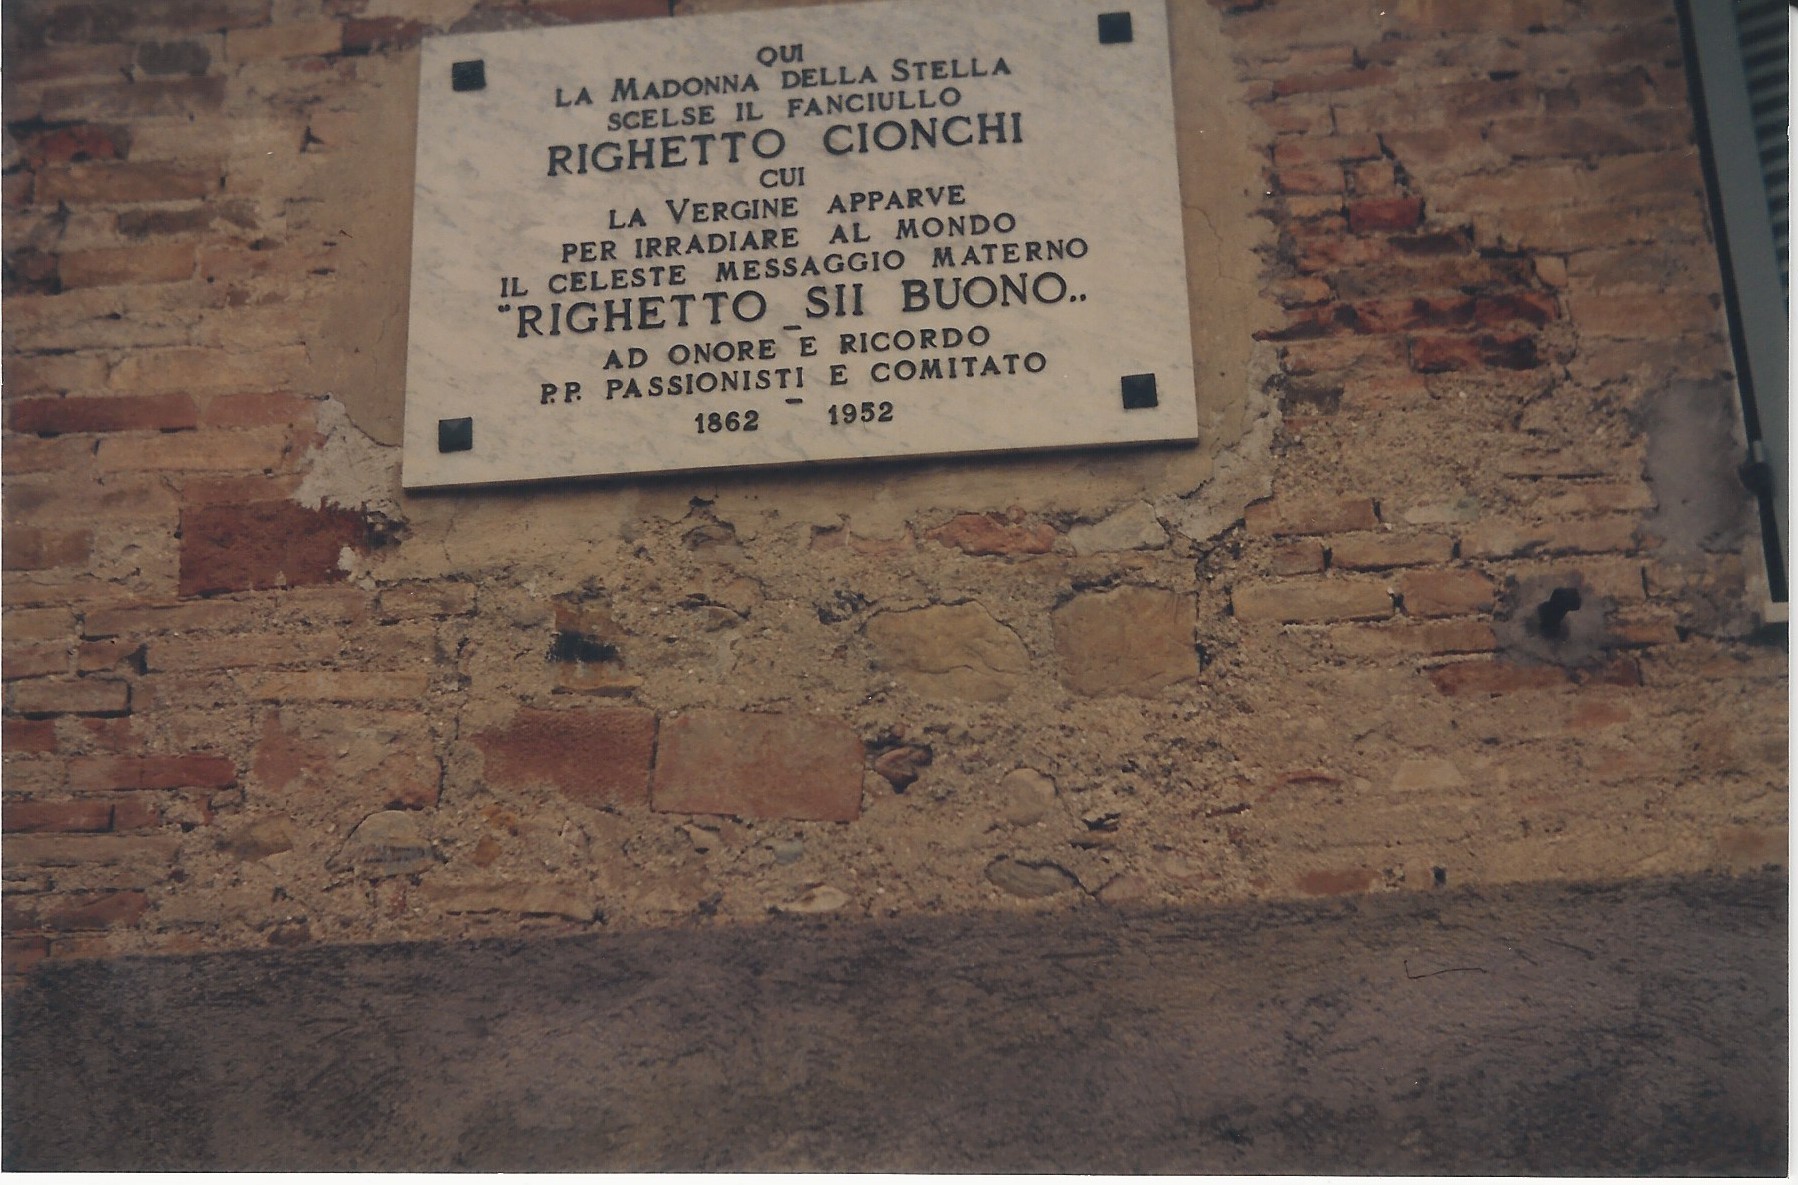 QUI
LA MADONNA DELLA STELLA
SCELSE IL FANCIULLO
RIGHETTO CIONCHI
CUI
LA VERGINE APPARVE
PER IRRADIARE AL MONDO
IL CELESTE MESSAGGIO MATERNO
"RIGHETTO SII BUONO..
–
AD ONORE E RICORDO
P.P. PASSIONISTI E COMITATO
1862 – 1952